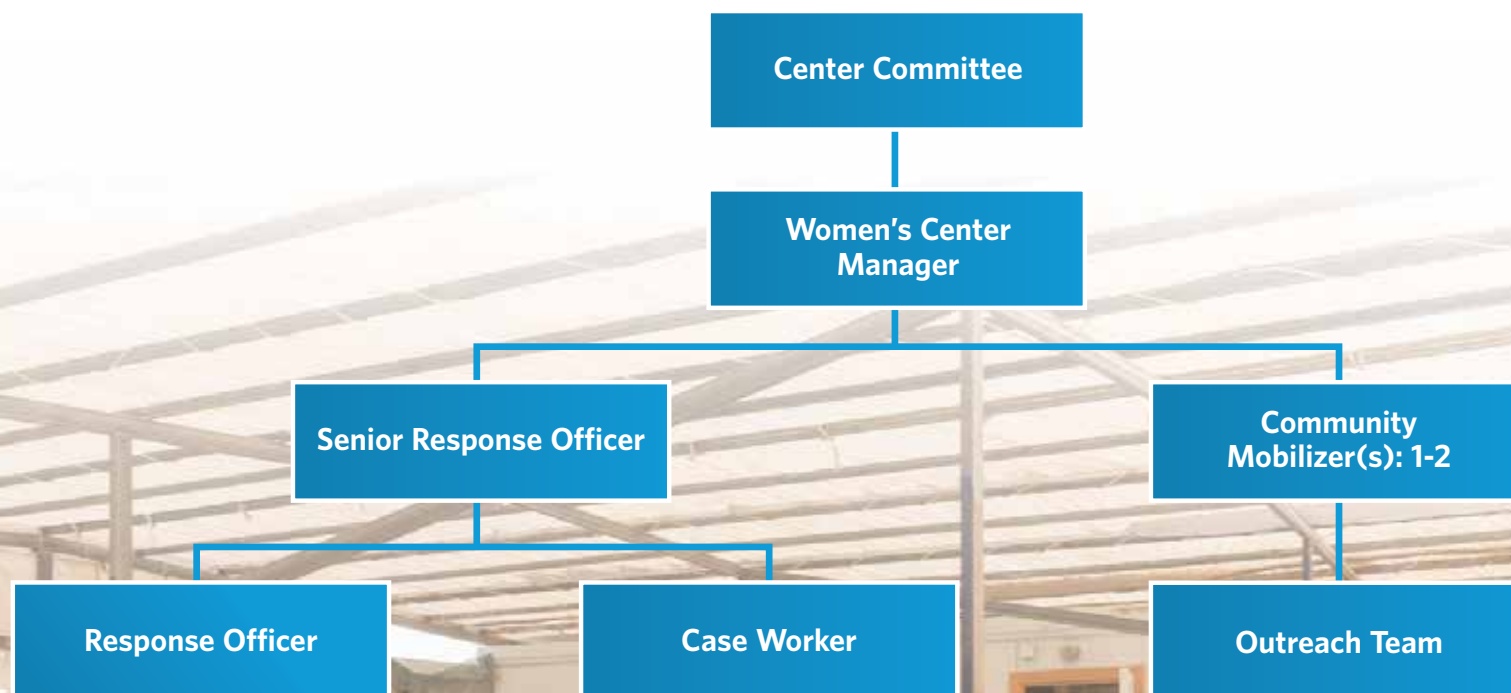 Center Committee
Women's Center
Manager
Senior Response Officer
Community
Mobilizer(s): 1-2
Response Officer
Case Worker
Outreach Team